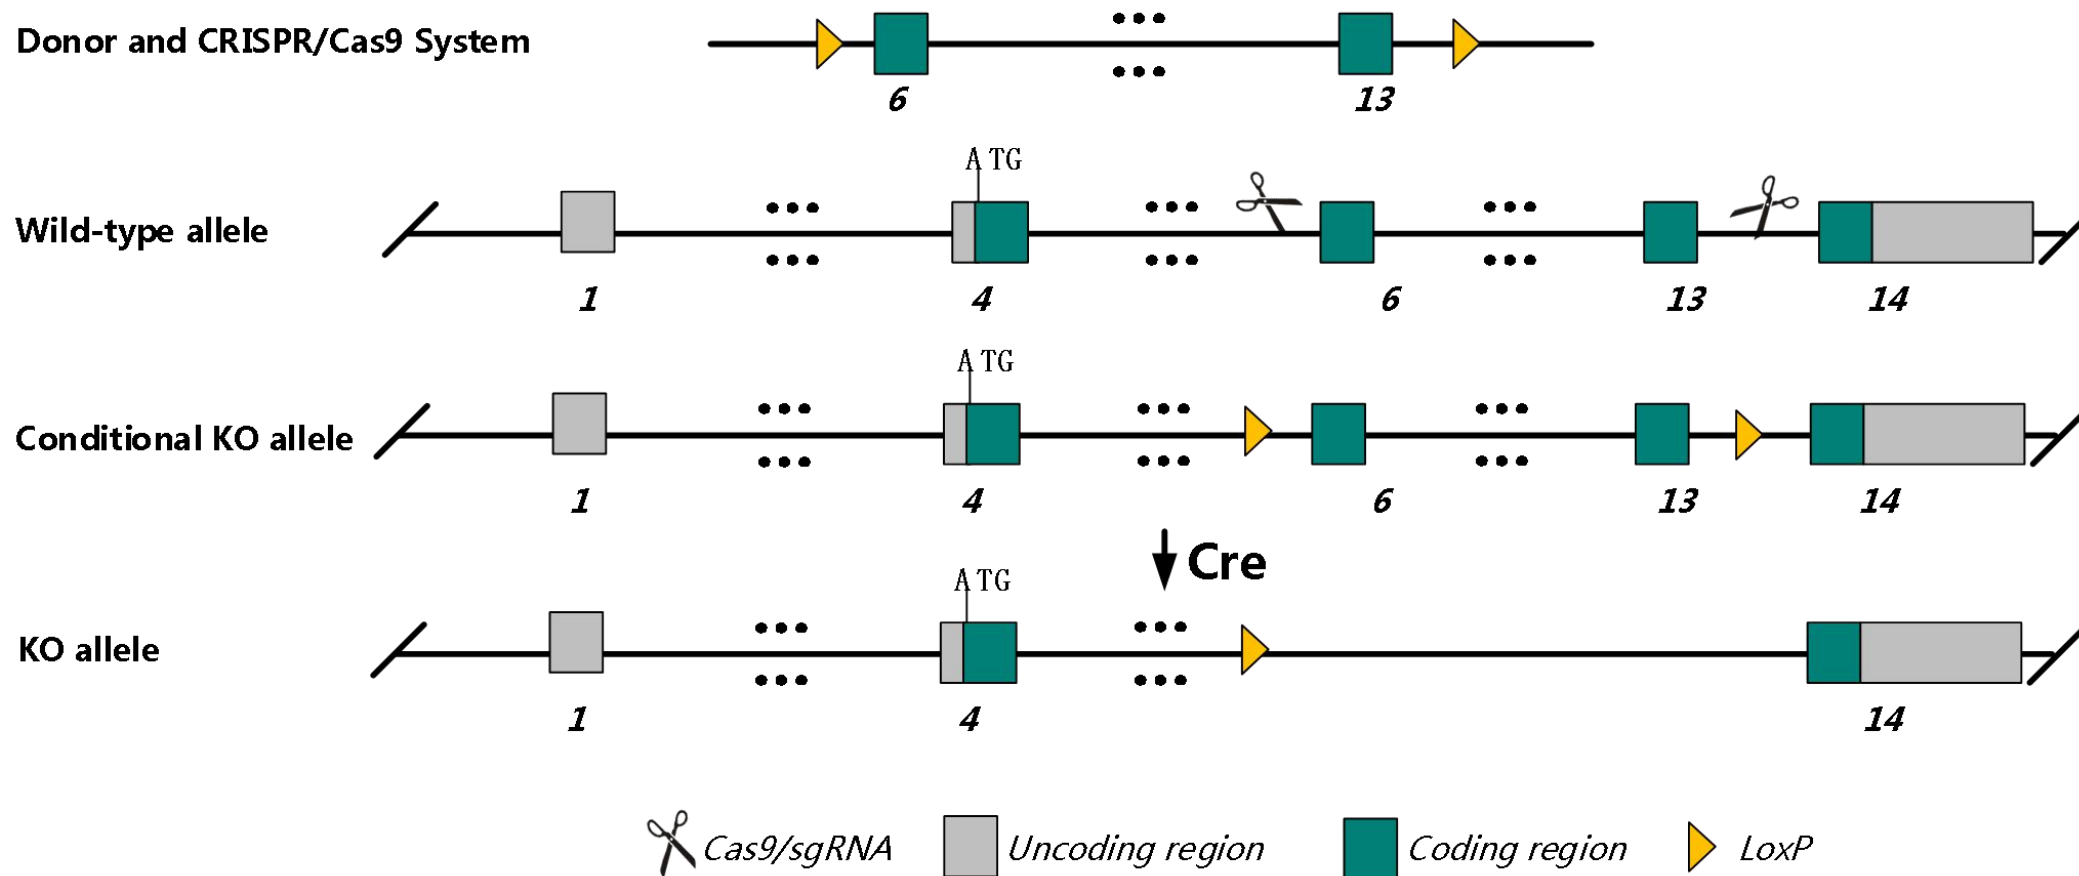 Donor and CRISPR/Cas9 System
6 13
A TG
Wild-type allele
1 4 6 13 14
A TG
Conditional KO allele
1 4 6 13 14
Cre
A TG
KO allele
1 4 14
Cas9/sgRNA Uncoding region Coding region LoxP